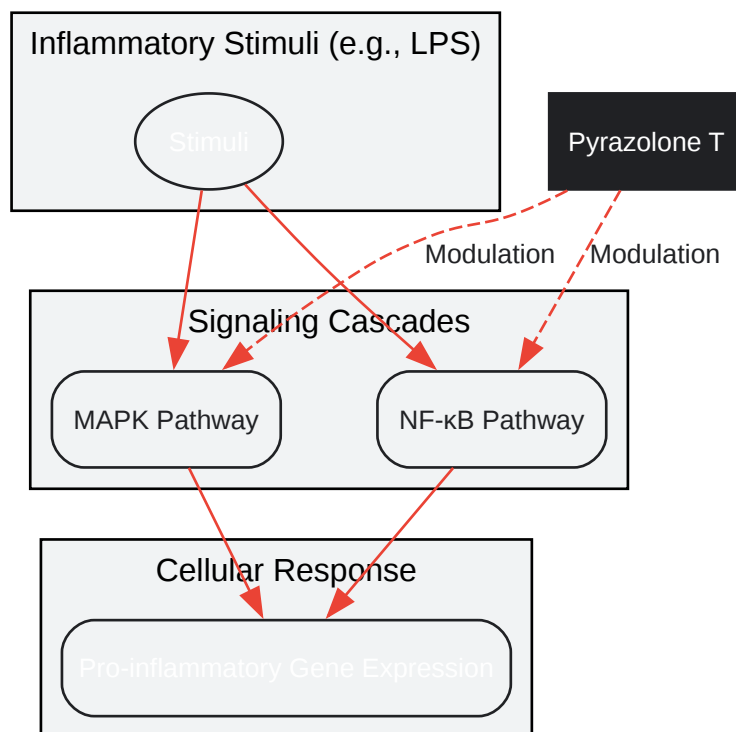 Inflammatory Stimuli (e.g., LPS)
Stimuli
Pyrazolone T
Modulation
Modulation
Signaling Cascades
MAPK Pathway
NF-κB Pathway
Cellular Response
Pro-inflammatory Gene Expression